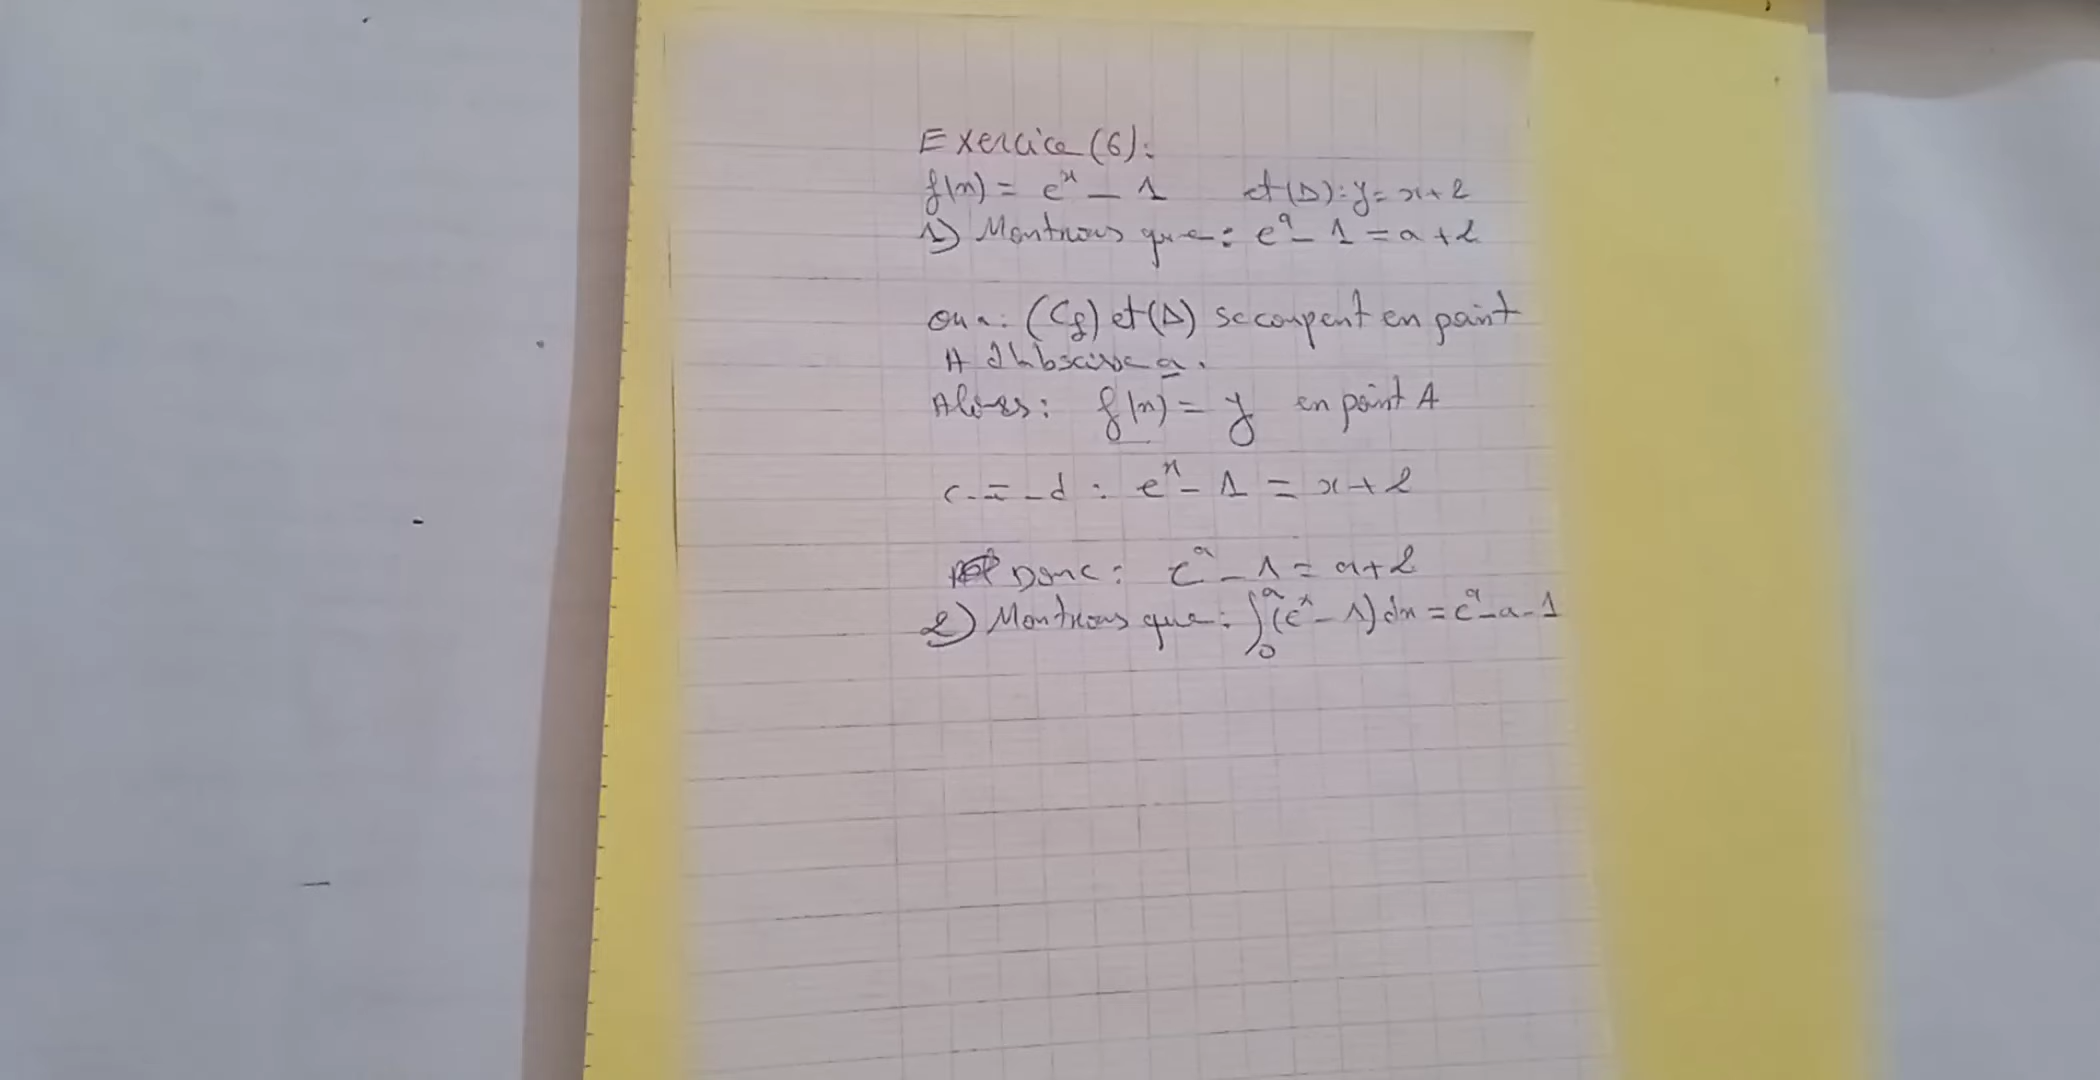 Exercice (6):
f(x) = e^x - 1 et (Δ): y = x + 2
1) Montrons que: e^a - 1 = a + 2
On a: (Cf) et (Δ) se coupent en point
A d'abscisse a.
Alors: f(x) = y en point A
c-à-d: e^x - 1 = x + 2
Donc: e^a - 1 = a + 2
2) Montrons que: ∫_0^a (e^x - 1) dx = e^a - a - 1